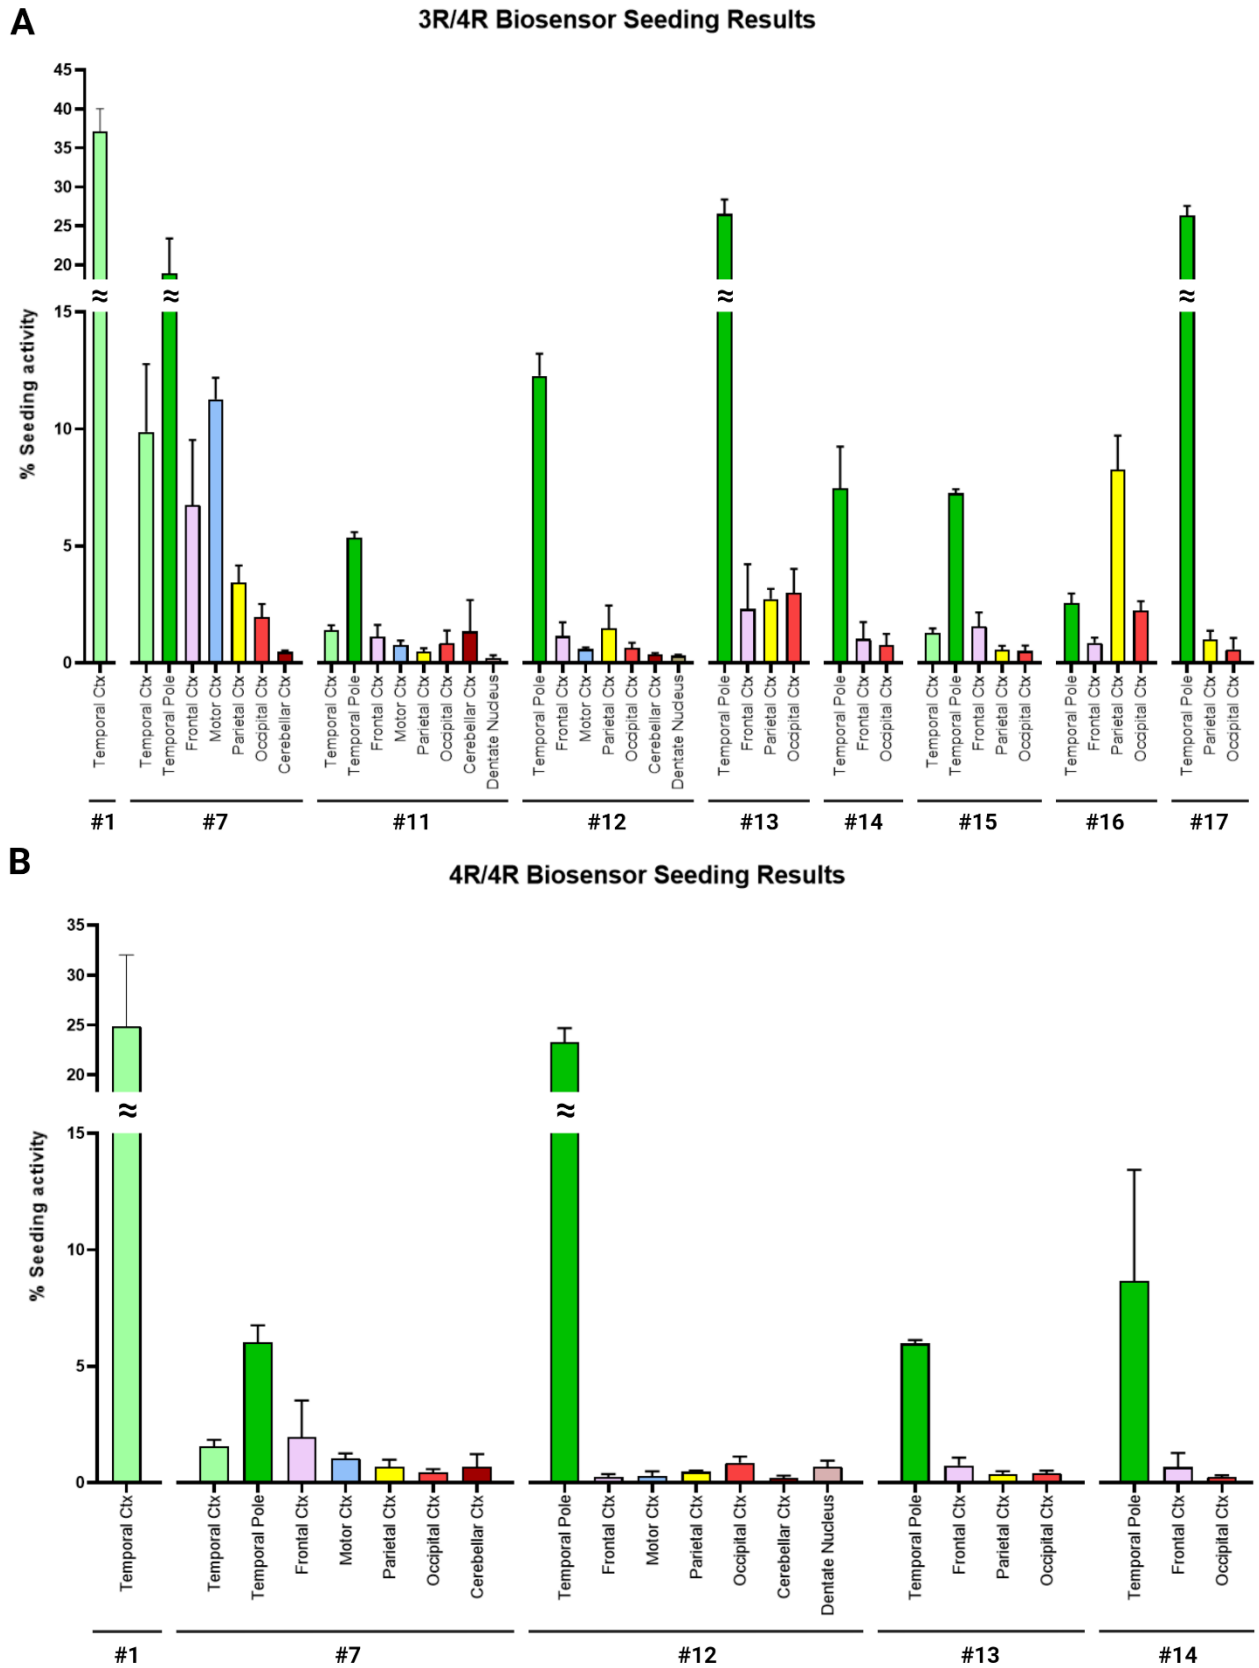 A
3R/4R Biosensor Seeding Results
% Seeding activity
45
40
35
30
25
20
≈ ≈ ≈ ≈
15
10
5
0
Temporal Ctx
Temporal Ctx
Temporal Pole
Frontal Ctx
Motor Ctx
Parietal Ctx
Occipital Ctx
Cerebellar Ctx
Temporal Ctx
Temporal Pole
Frontal Ctx
Motor Ctx
Parietal Ctx
Occipital Ctx
Cerebellar Ctx
Dentate Nucleus
Temporal Pole
Frontal Ctx
Motor Ctx
Parietal Ctx
Occipital Ctx
Cerebellar Ctx
Dentate Nucleus
Temporal Pole
Frontal Ctx
Parietal Ctx
Occipital Ctx
Temporal Pole
Frontal Ctx
Occipital Ctx
Temporal Ctx
Temporal Pole
Frontal Ctx
Parietal Ctx
Occipital Ctx
Temporal Pole
Frontal Ctx
Parietal Ctx
Occipital Ctx
Temporal Pole
Parietal Ctx
Occipital Ctx
#1 #7 #11 #12 #13 #14 #15 #16 #17
B
4R/4R Biosensor Seeding Results
% Seeding activity
35
30
25
20
≈ ≈
15
10
5
0
Temporal Ctx
Temporal Ctx
Temporal Pole
Frontal Ctx
Motor Ctx
Parietal Ctx
Occipital Ctx
Cerebellar Ctx
Temporal Pole
Frontal Ctx
Motor Ctx
Parietal Ctx
Occipital Ctx
Cerebellar Ctx
Dentate Nucleus
Temporal Pole
Frontal Ctx
Parietal Ctx
Occipital Ctx
Temporal Pole
Frontal Ctx
Occipital Ctx
#1 #7 #12 #13 #14